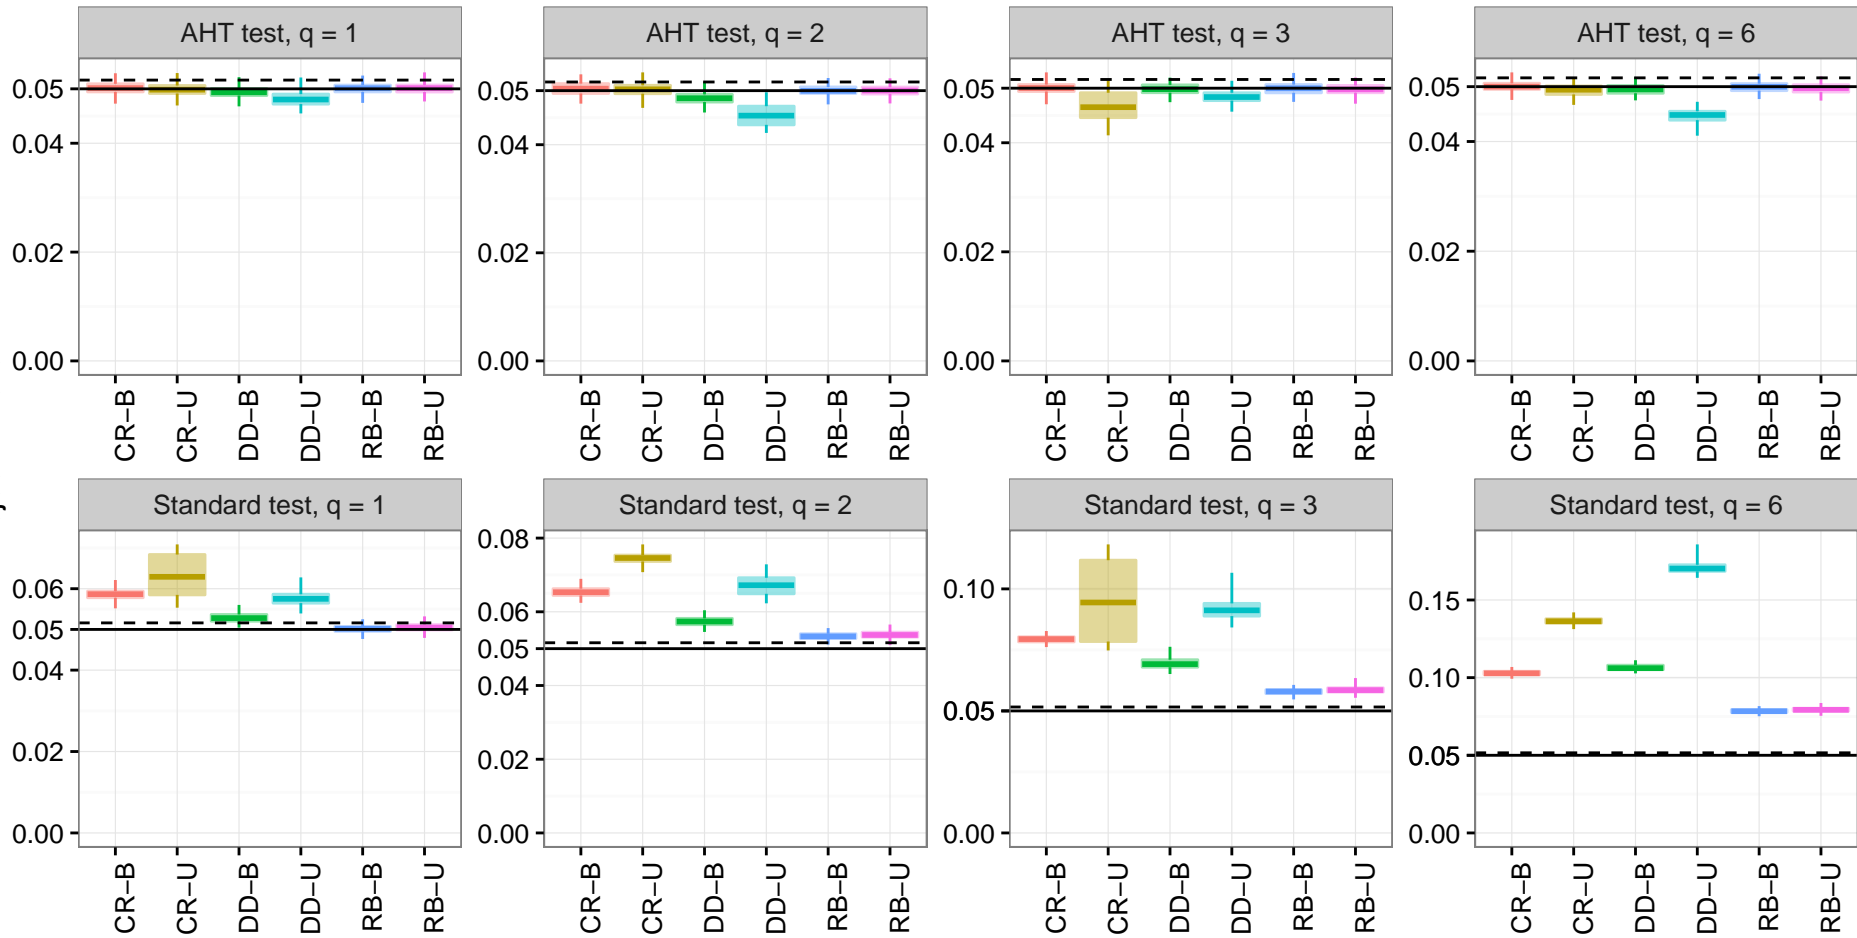 AHT test, q = 1
AHT test, q = 2
AHT test, q = 3
AHT test, q = 6
0.05
0.04
0.02
0.00
0.05
0.04
0.02
0.00
0.05
0.04
0.02
0.00
0.05
0.04
0.02
0.00
CR−B
CR−U
DD−B
DD−U
RB−B
RB−U
CR−B
CR−U
DD−B
DD−U
RB−B
RB−U
CR−B
CR−U
DD−B
DD−U
RB−B
RB−U
CR−B
CR−U
DD−B
DD−U
RB−B
RB−U
Standard test, q = 1
Standard test, q = 2
Standard test, q = 3
Standard test, q = 6
0.06
0.05
0.04
0.02
0.00
0.08
0.06
0.05
0.04
0.02
0.00
0.10
0.05
0.00
0.15
0.10
0.05
0.00
CR−B
CR−U
DD−B
DD−U
RB−B
RB−U
CR−B
CR−U
DD−B
DD−U
RB−B
RB−U
CR−B
CR−U
DD−B
DD−U
RB−B
RB−U
CR−B
CR−U
DD−B
DD−U
RB−B
RB−U